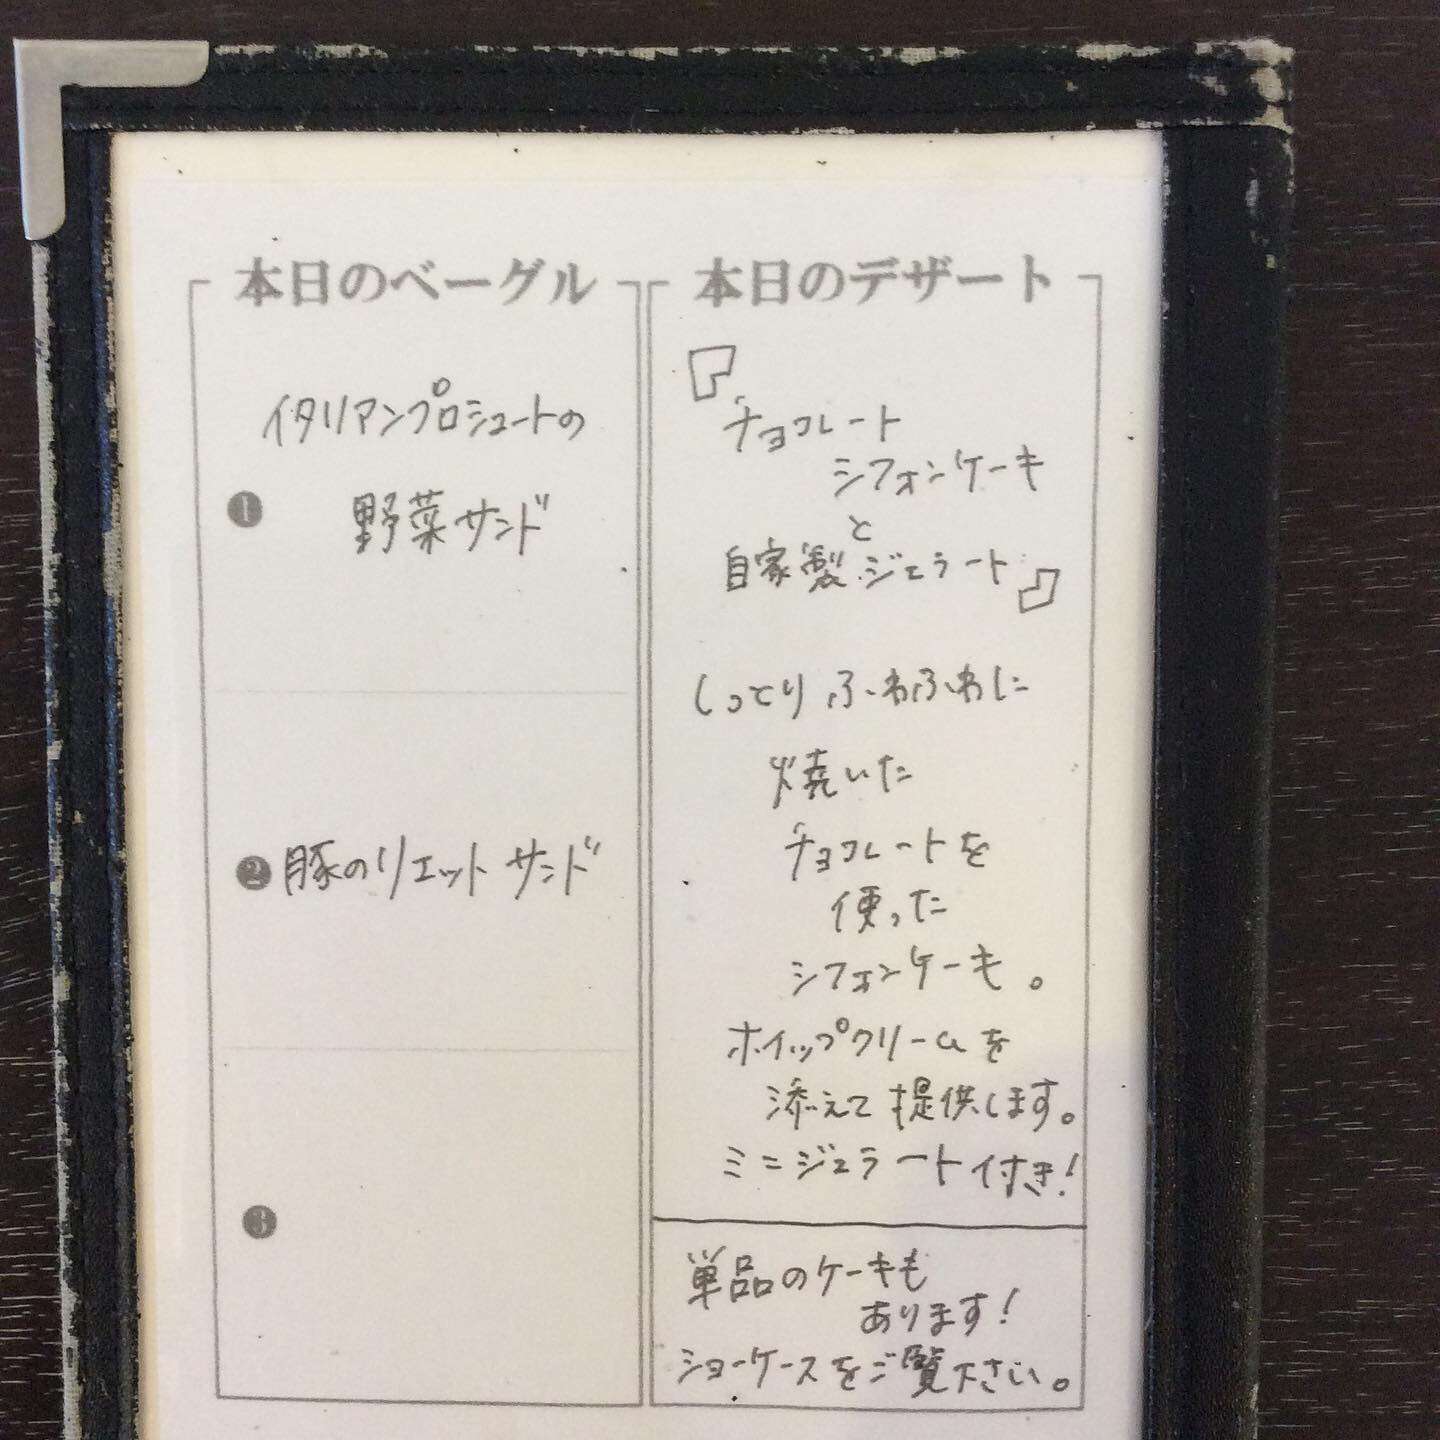 本日のベーグル
イタリアンプロシュートの
❶
野菜サンド
❷ 豚のリエットサンド
❸
本日のデザート
『チョコレート
シフォンケーキ
と
自家製ジェラート』
しっとりふわふわに
焼いた
チョコレートを
使った
シフォンケーキ。
ホイップクリームを
添えて提供します。
ミニジェラート付き!
単品のケーキも
あります!
ショーケースをご覧下さい。